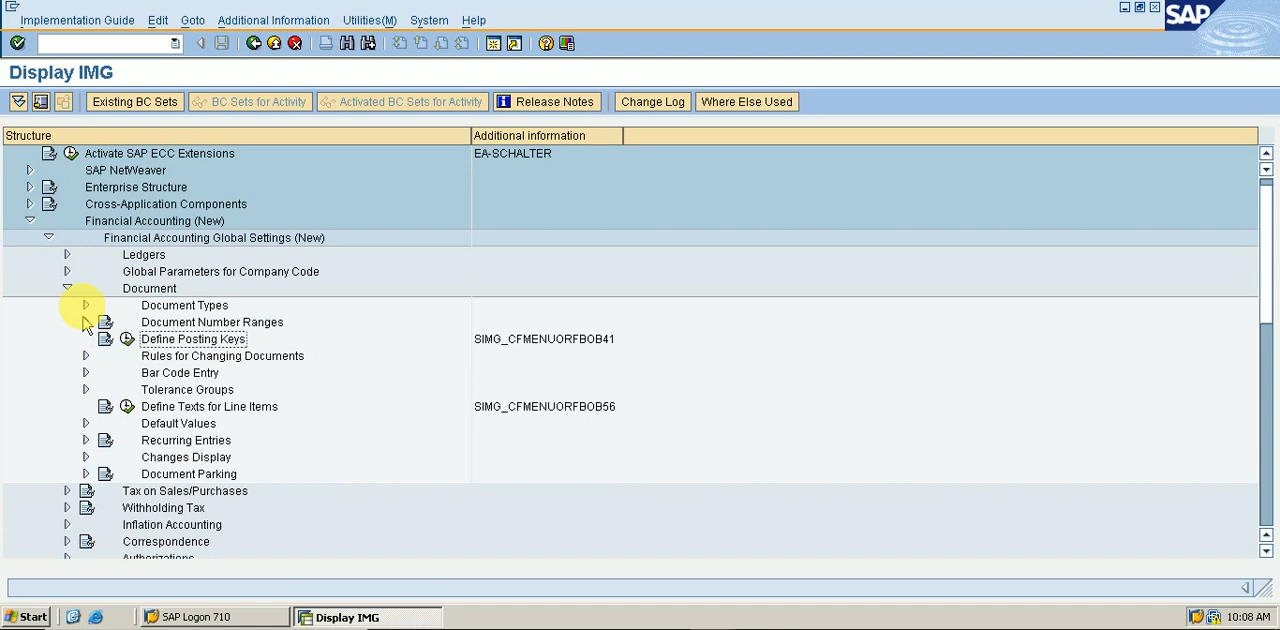 Implementation Guide Edit Goto Additional Information Utilities(M) System Help
SAP
Display IMG
Existing BC Sets BC Sets for Activity Activated BC Sets for Activity Release Notes Change Log Where Else Used
Structure Additional information
Activate SAP ECC Extensions EA-SCHALTER
SAP NetWeaver
Enterprise Structure
Cross-Application Components
Financial Accounting (New)
Financial Accounting Global Settings (New)
Ledgers
Global Parameters for Company Code
Document
Document Types
Document Number Ranges
Define Posting Keys SIMG_CFMENUORFBOB41
Rules for Changing Documents
Bar Code Entry
Tolerance Groups
Define Texts for Line Items SIMG_CFMENUORFBOB56
Default Values
Recurring Entries
Changes Display
Document Parking
Tax on Sales/Purchases
Withholding Tax
Inflation Accounting
Correspondence
Authorizations
Start SAP Logon 710 Display IMG 10:08 AM